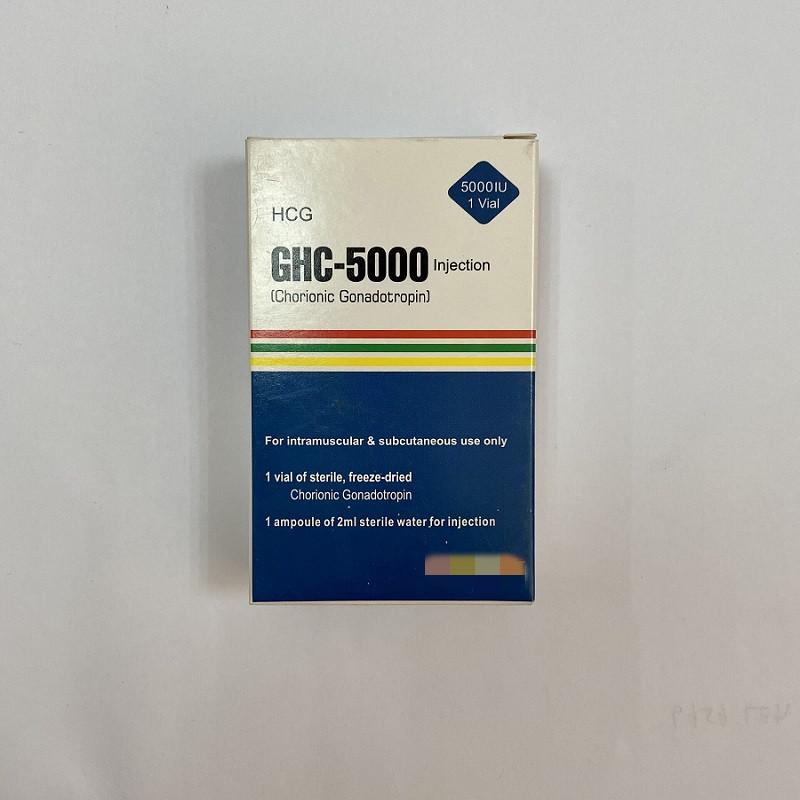 5000IU
1 Vial
HCG
GHC-5000 Injection
(Chorionic Gonadotropin)
For intramuscular & subcutaneous use only
1 vial of sterile, freeze-dried
Chorionic Gonadotropin
1 ampoule of 2ml sterile water for injection